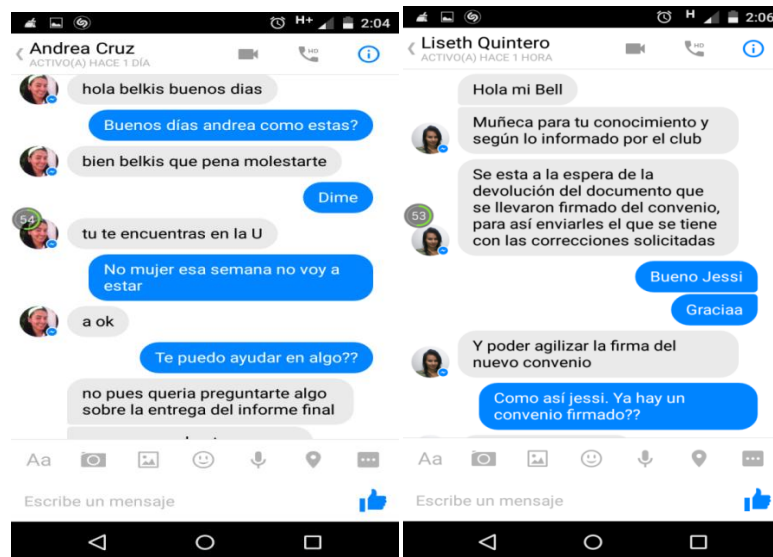 H+ 2:04
Andrea Cruz
HD
ACTIVO(A) HACE 1 DÍA
hola belkis buenos dias
Buenos días andrea como estas?
bien belkis que pena molestarte
Dime
54
tu te encuentras en la U
No mujer esa semana no voy a
estar
a ok
Te puedo ayudar en algo??
no pues queria preguntarte algo
sobre la entrega del informe final
Aa
Escribe un mensaje
H 2:06
Liseth Quintero
HD
ACTIVO(A) HACE 1 HORA
Hola mi Bell
Muñeca para tu conocimiento y
según lo informado por el club
Se esta a la espera de la
devolución del documento que
se llevaron firmado del convenio,
para así enviarles el que se tiene
con las correcciones solicitadas
53
Bueno Jessi
Graciaa
Y poder agilizar la firma del
nuevo convenio
Como así jessi. Ya hay un
convenio firmado??
Aa
Escribe un mensaje